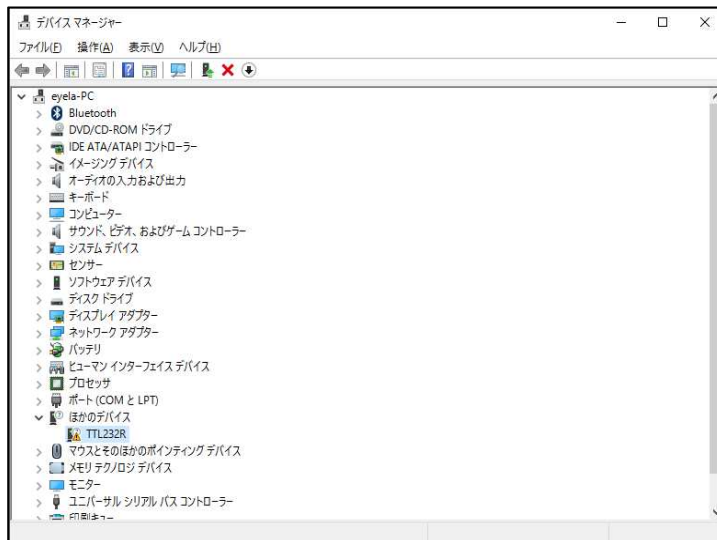 デバイス マネージャー
ファイル(F) 操作(A) 表示(V) ヘルプ(H)
eyela-PC
Bluetooth
DVD/CD-ROM ドライブ
IDE ATA/ATAPI コントローラー
イメージング デバイス
オーディオの入力および出力
キーボード
コンピューター
サウンド、ビデオ、およびゲーム コントローラー
システム デバイス
センサー
ソフトウェア デバイス
ディスク ドライブ
ディスプレイ アダプター
ネットワーク アダプター
バッテリ
ヒューマン インターフェイス デバイス
プロセッサ
ポート (COM と LPT)
ほかのデバイス
TTL232R
マウスとそのほかのポインティング デバイス
メモリ テクノロジ デバイス
モニター
ユニバーサル シリアル バス コントローラー
印刷キュー